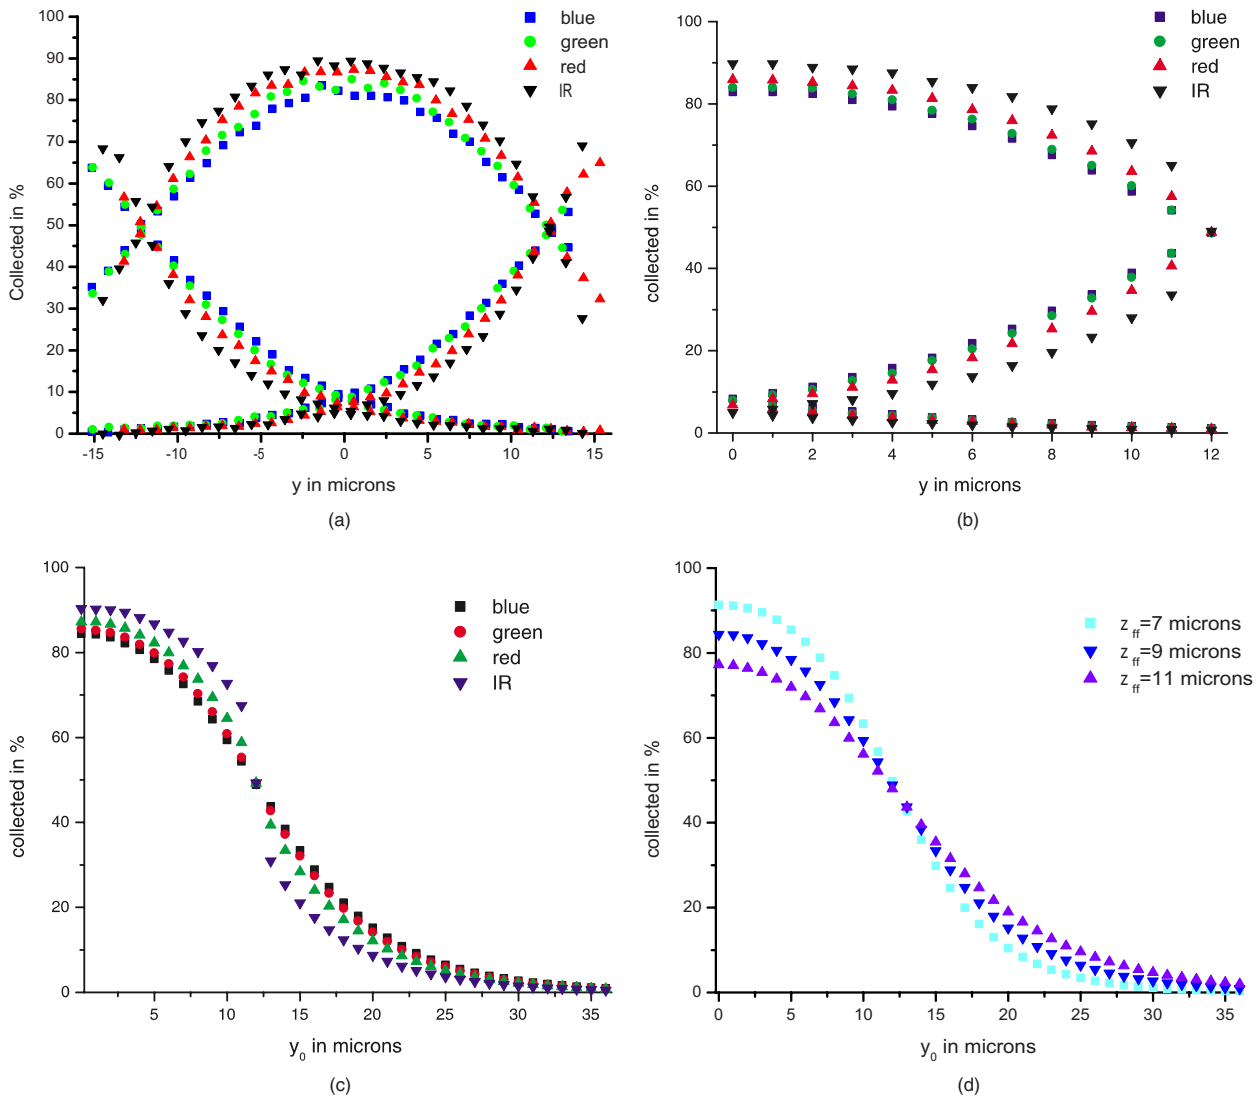 blue
green
red
IR
100
90
80
70
60
50
40
30
20
10
0
-15
-10
-5
0
5
10
15
Collected in %
y in microns
(a)
blue
green
red
IR
100
80
60
40
20
0
0
2
4
6
8
10
12
collected in %
y in microns
(b)
blue
green
red
IR
100
80
60
40
20
0
5
10
15
20
25
30
35
collected in %
y0 in microns
(c)
z ff=7 microns
z ff=9 microns
z ff=11 microns
100
80
60
40
20
0
0
5
10
15
20
25
30
35
collected in %
y0 in microns
(d)